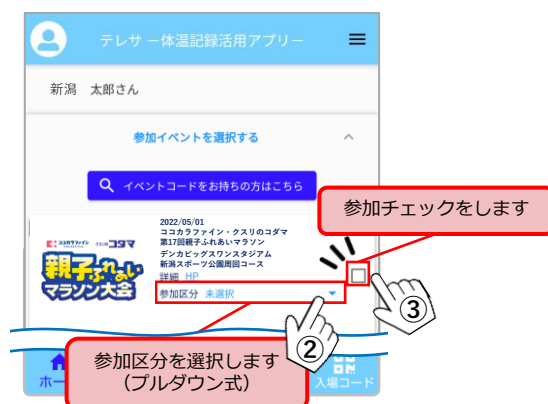 テレサ ー体温記録活用アプリー
新潟 太郎さん
参加イベントを選択する
イベントコードをお持ちの方はこちら
参加チェックをします
2022/05/01
ココカラファイン・クスリのコダマ
第17回親子ふれあいマラソン
デンカビッグスワンスタジアム
新潟スポーツ公園周回コース
詳細 HP
参加区分 未選択
ココカラファイン
コダマ
親子ふれあい
マラソン大会
③
②
参加区分を選択します
（プルダウン式）
ホー
入場コード